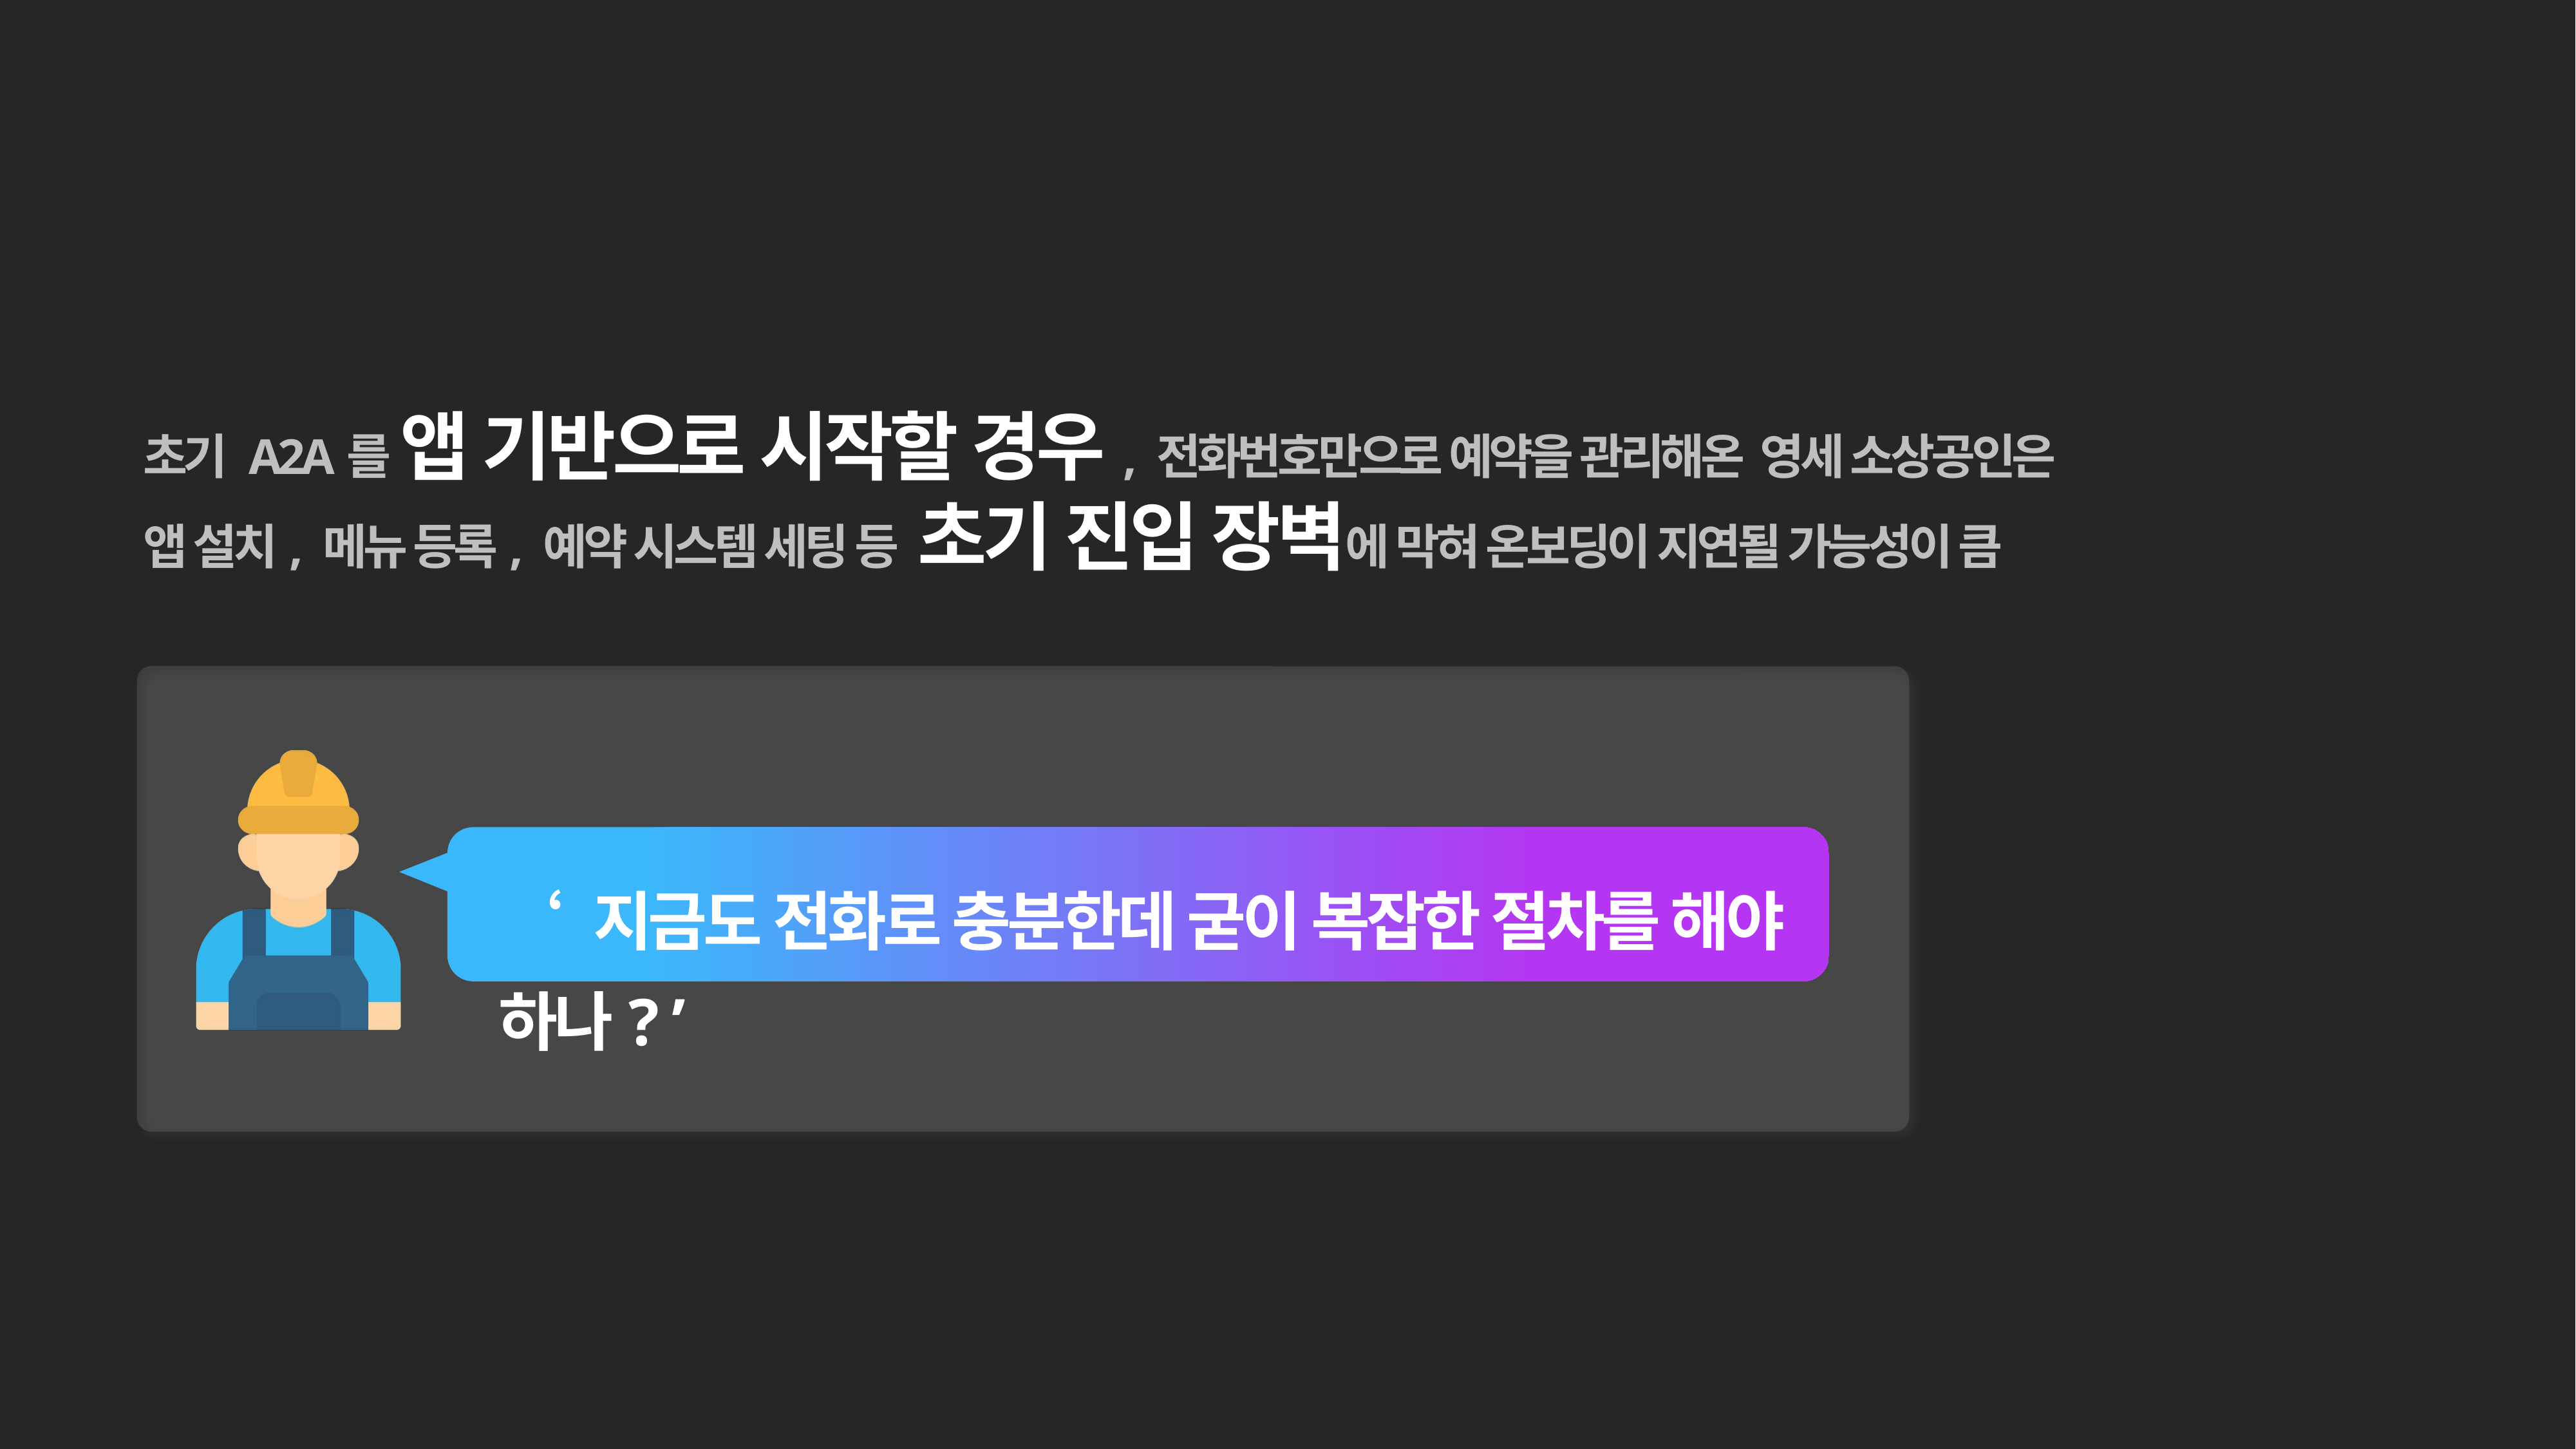 초기 A2A 를 앱 기반으로 시작할 경우 , 전화번호만으로 예약을 관리해온 영세 소상공인은
앱 설치 , 메뉴 등록 , 예약 시스템 세팅 등 초기 진입 장벽에 막혀 온보딩이 지연될 가능성이 큼
‘ 지금도 전화로 충분한데 굳이 복잡한 절차를 해야
하나 ? ’